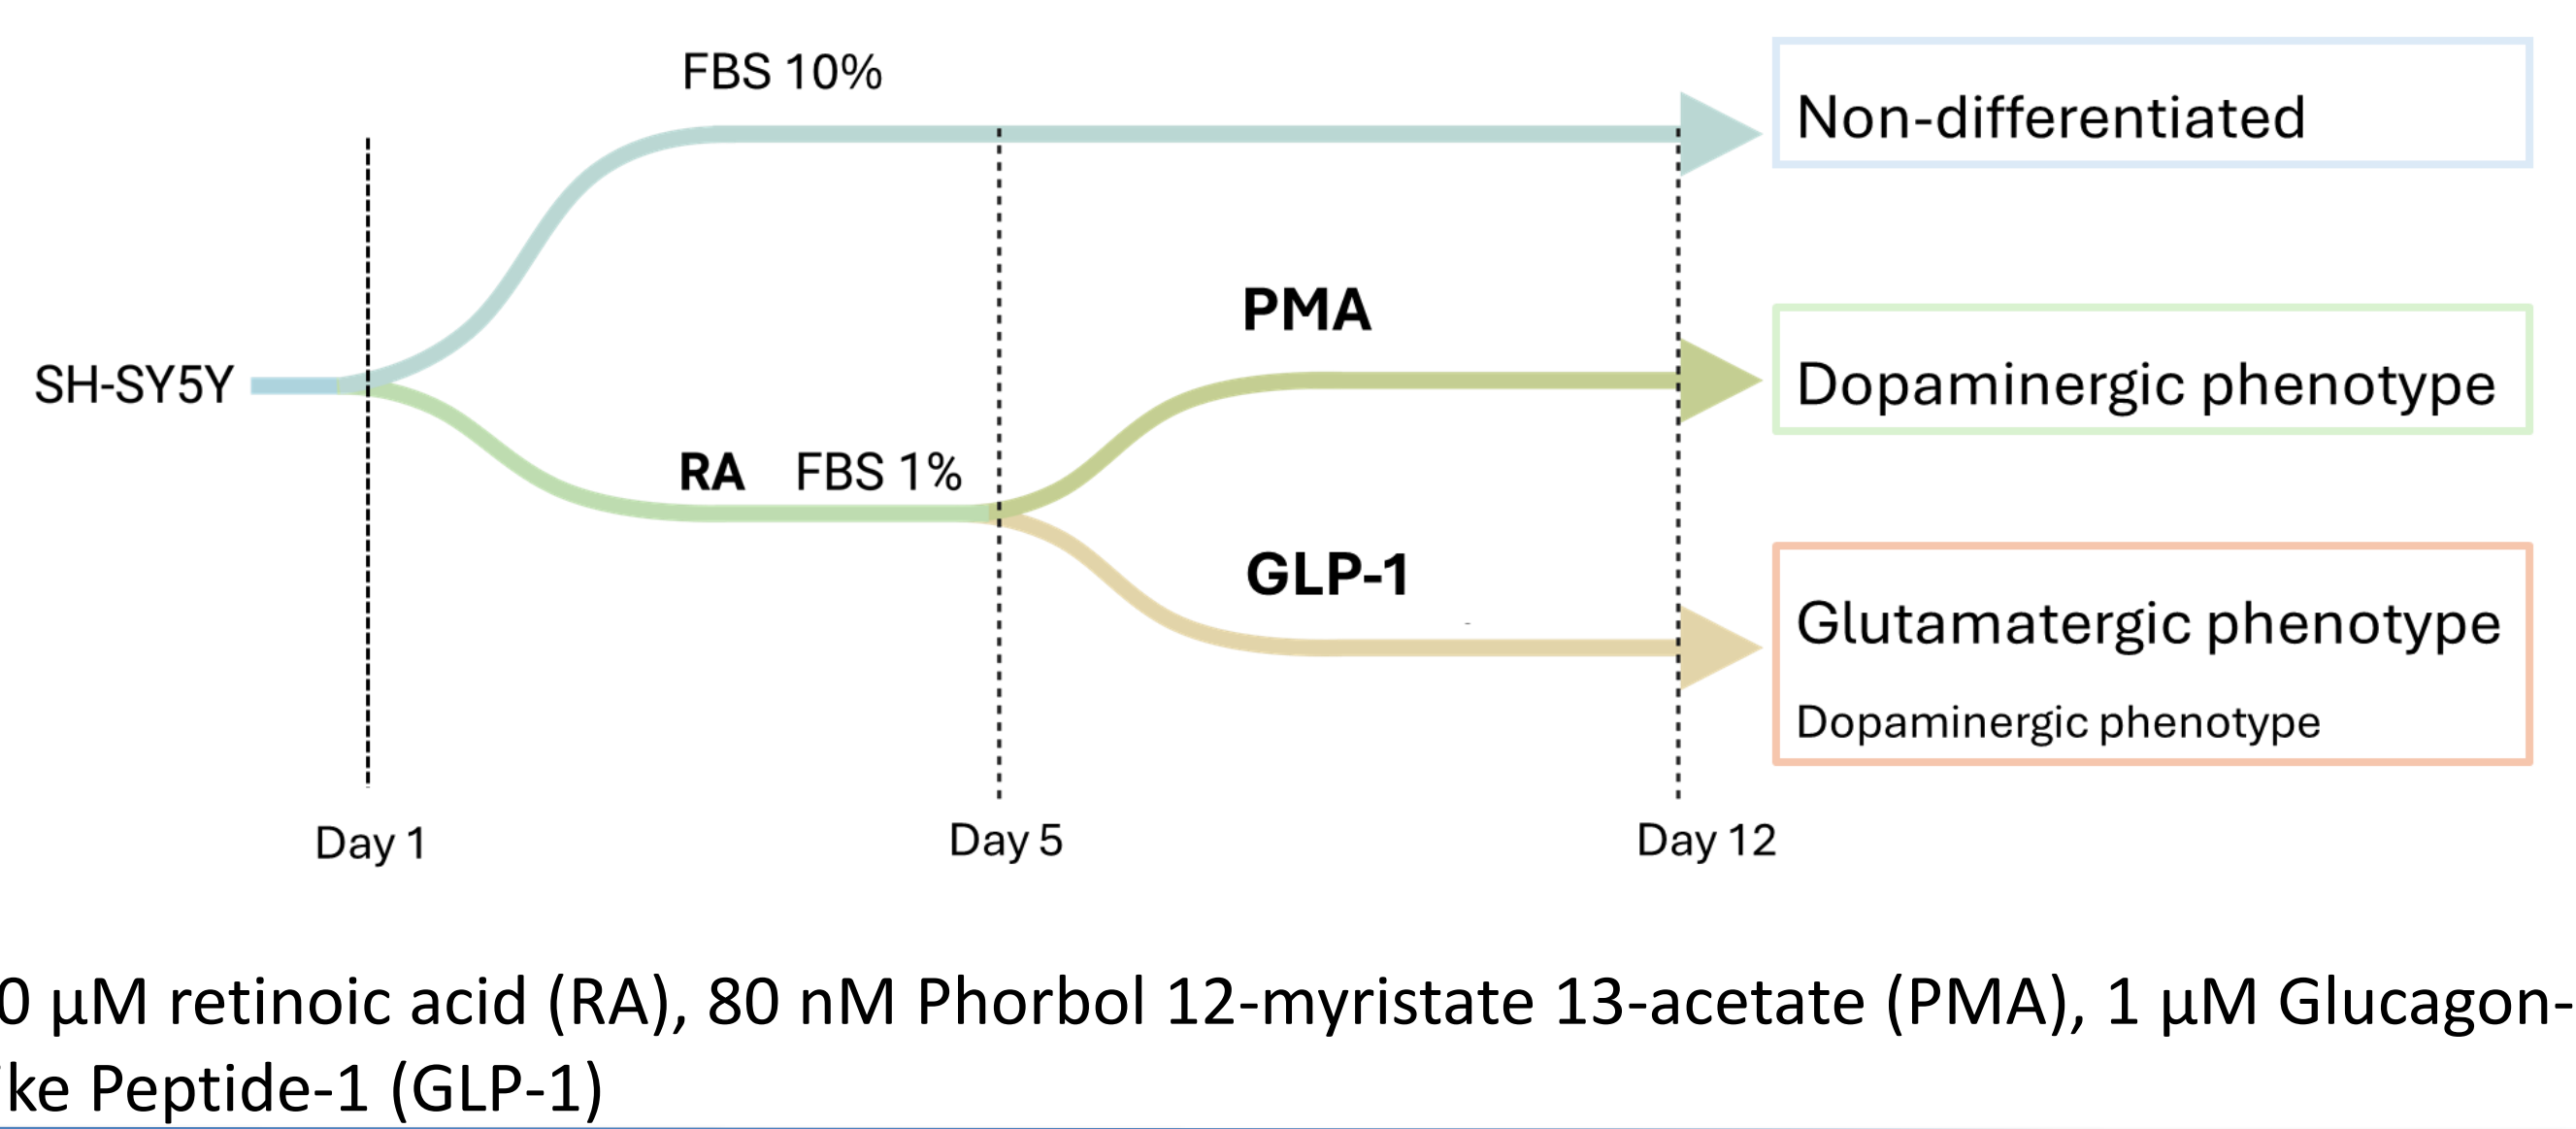 FBS 10%
Non-differentiated
PMA
SH-SY5Y
Dopaminergic phenotype
RA FBS 1%
GLP-1
Glutamatergic phenotype
Dopaminergic phenotype
Day 1
Day 5
Day 12
0 µM retinoic acid (RA), 80 nM Phorbol 12-myristate 13-acetate (PMA), 1 µM Glucagon-
ke Peptide-1 (GLP-1)